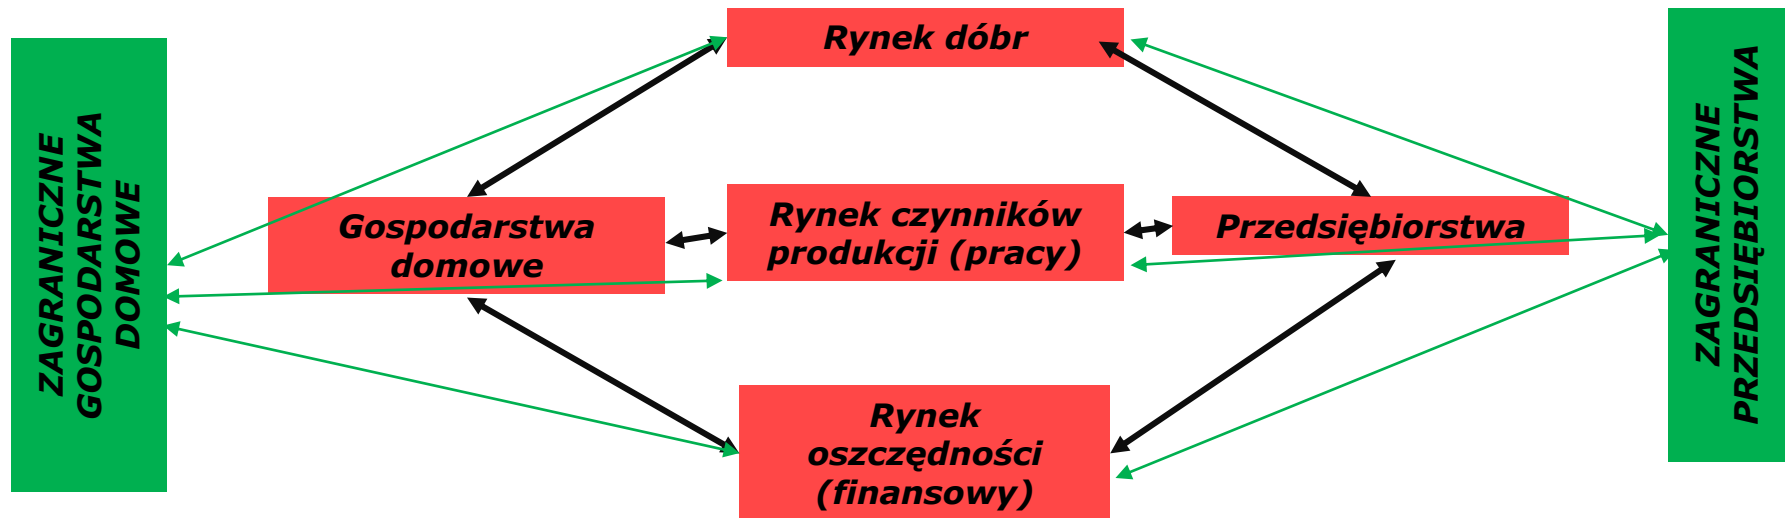 ZAGRANICZNE
GOSPODARSTWA
DOMOWE
Rynek dóbr
Gospodarstwa
domowe
Rynek czynników
produkcji (pracy)
Przedsiębiorstwa
Rynek
oszczędności
(finansowy)
ZAGRANICZNE
PRZEDSIĘBIORSTWA